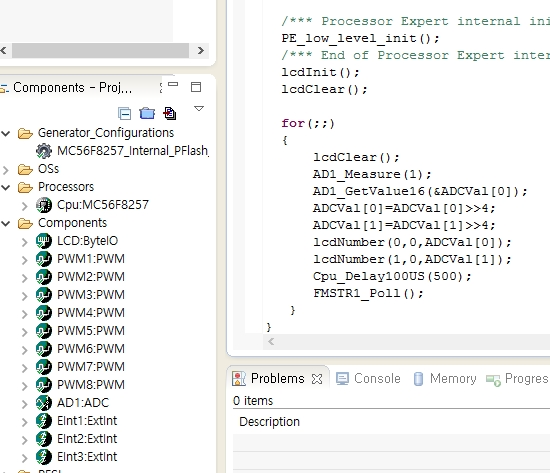 Components - Proj...
Generator_Configurations
MC56F8257_Internal_PFlash_
OSs
Processors
Cpu:MC56F8257
Components
LCD:ByteIO
PWM1:PWM
PWM2:PWM
PWM3:PWM
PWM4:PWM
PWM5:PWM
PWM6:PWM
PWM7:PWM
PWM8:PWM
AD1:ADC
EInt1:ExtInt
EInt2:ExtInt
EInt3:ExtInt
/*** Processor Expert internal ini
PE_low_level_init();
/*** End of Processor Expert inter
lcdInit();
lcdClear();
for(;;)
{
lcdClear();
AD1_Measure(1);
AD1_GetValue16(&ADCVal[0]);
ADCVal[0]=ADCVal[0]>>4;
ADCVal[1]=ADCVal[1]>>4;
lcdNumber(0,0,ADCVal[0]);
lcdNumber(1,0,ADCVal[1]);
Cpu_Delay100US(500);
FMSTR1_Poll();
}
}
Problems Console Memory Progres
0 items
Description